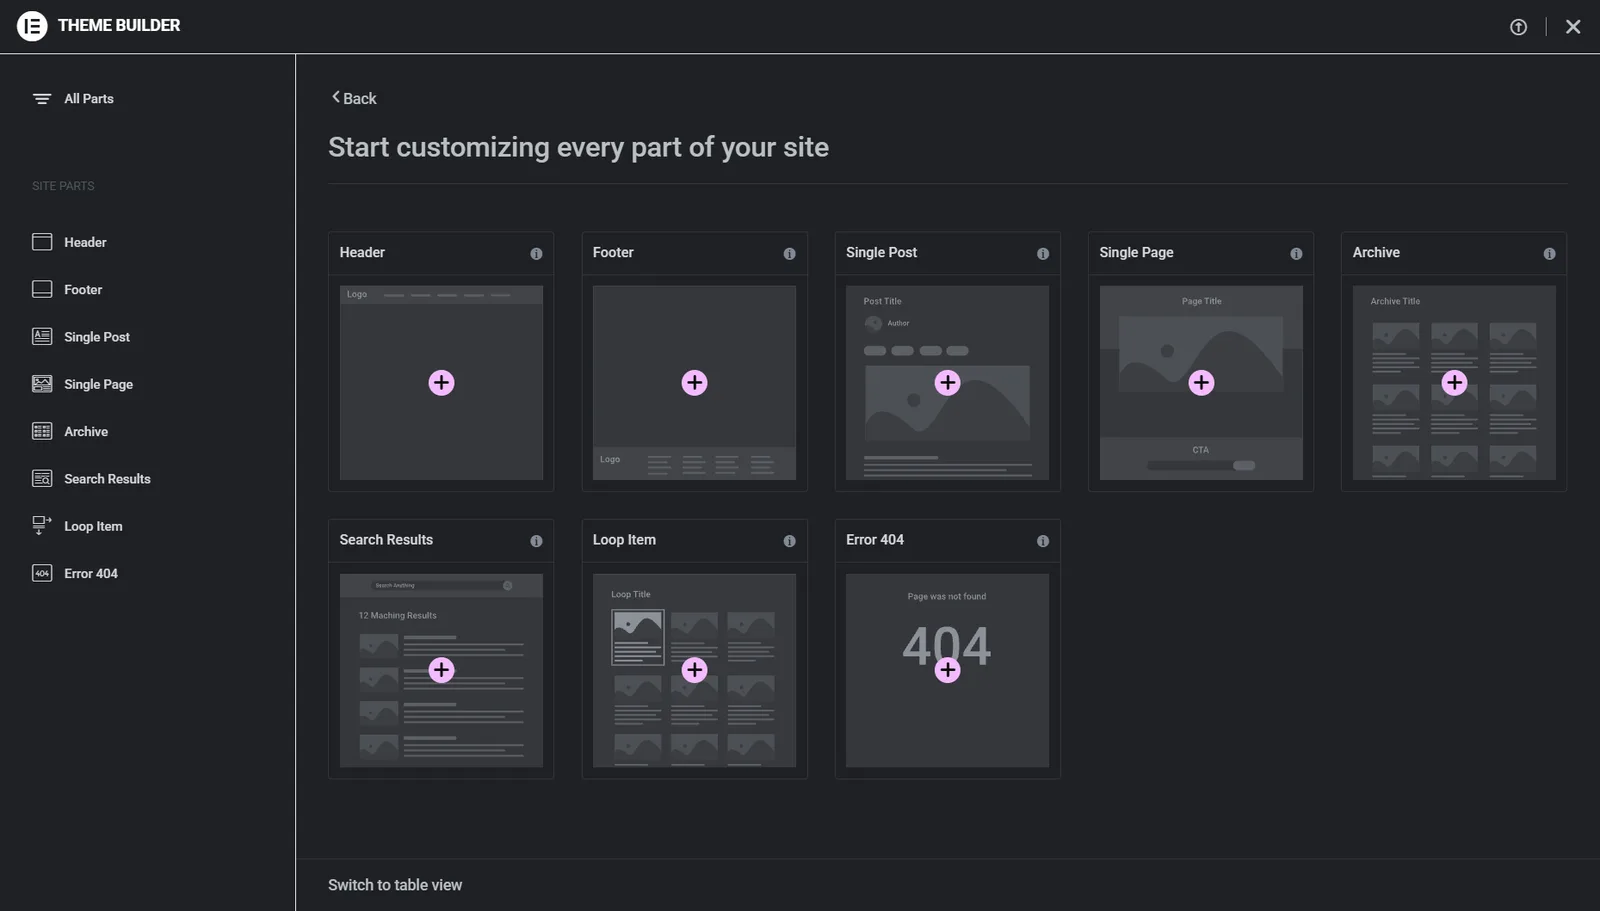 THEME BUILDER
All Parts
SITE PARTS
Header
Footer
Single Post
Single Page
Archive
Search Results
Loop Item
404 Error 404
Back
Start customizing every part of your site
Header
Logo
Footer
Logo
Single Post
Post Title
Author
Single Page
Page Title
CTA
Archive
Archive Title
Search Results
Search Anything
12 Maching Results
Loop Item
Loop Title
Error 404
Page was not found
404
Switch to table view